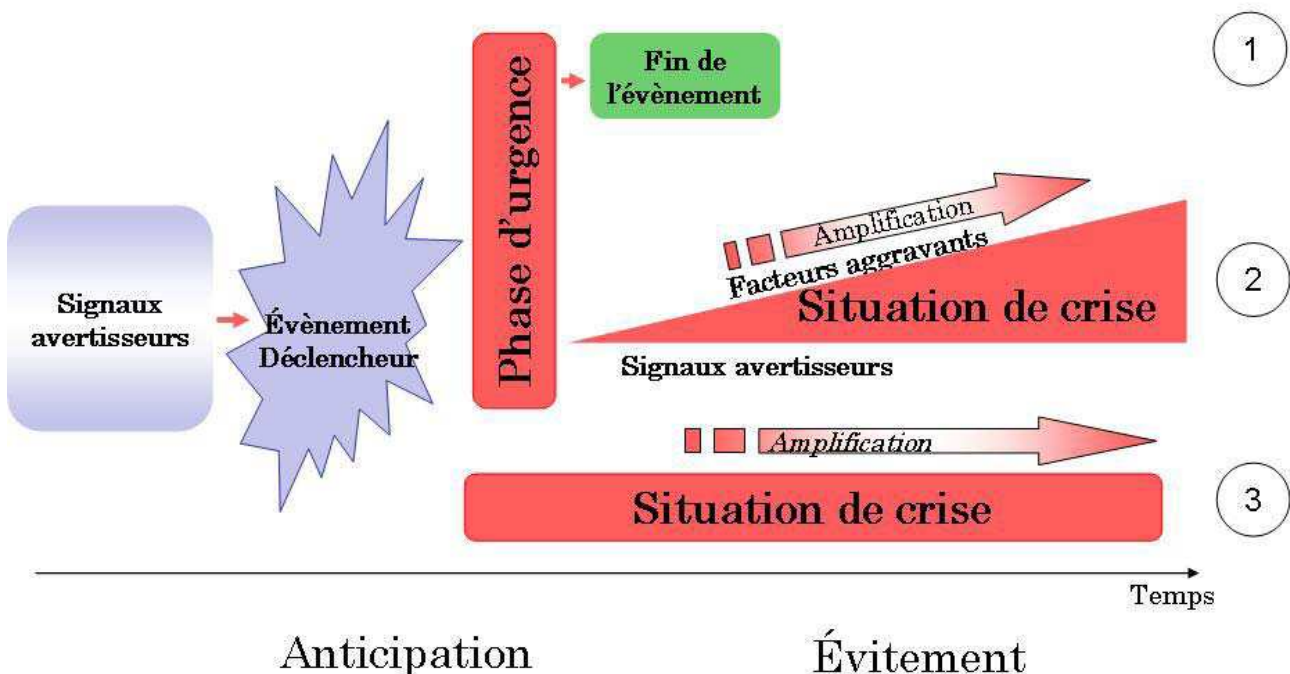 Signaux
avertisseurs
Évènement
Déclencheur
Phase d'urgence
Fin de
l'évènement
1
Amplification
Facteurs aggravants
Situation de crise
Signaux avertisseurs
2
Amplification
Situation de crise
3
Temps
Anticipation
Évitement